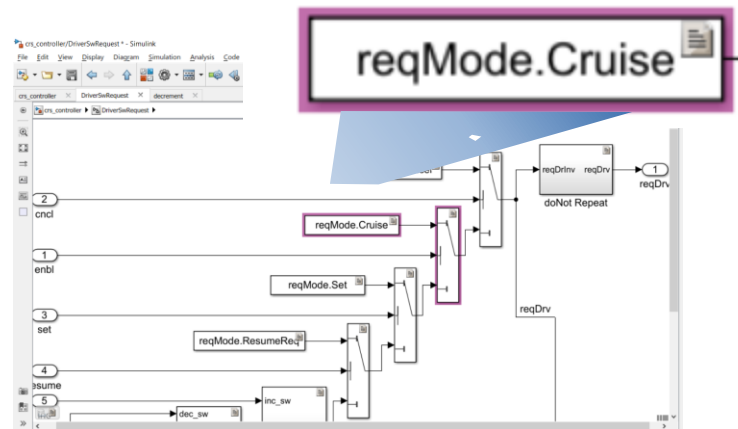 crs_controller/DriverSwRequest * - Simulink
File Edit View Display Diagram Simulation Analysis Code
crs_controller
DriverSwRequest
decrement
crs_controller
DriverSwRequest
reqMode.Cruise
2
cncl
reqMode.Cruise
reqDrInv
reqDrv
1
reqDrv
doNot Repeat
1
enbl
reqMode.Set
3
set
reqDrv
reqMode.ResumeReq
4
esume
5
inc_sw
dec_sw